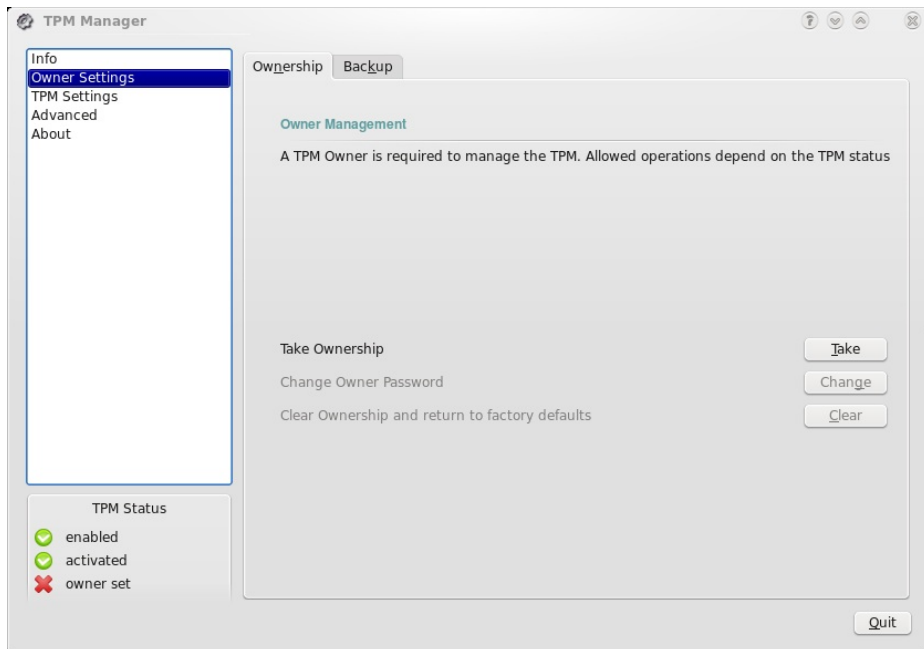 TPM Manager
Info
Owner Settings
TPM Settings
Advanced
About
Ownership
Backup
Owner Management
A TPM Owner is required to manage the TPM. Allowed operations depend on the TPM status
Take Ownership
Take
Change Owner Password
Change
Clear Ownership and return to factory defaults
Clear
TPM Status
enabled
activated
owner set
Quit